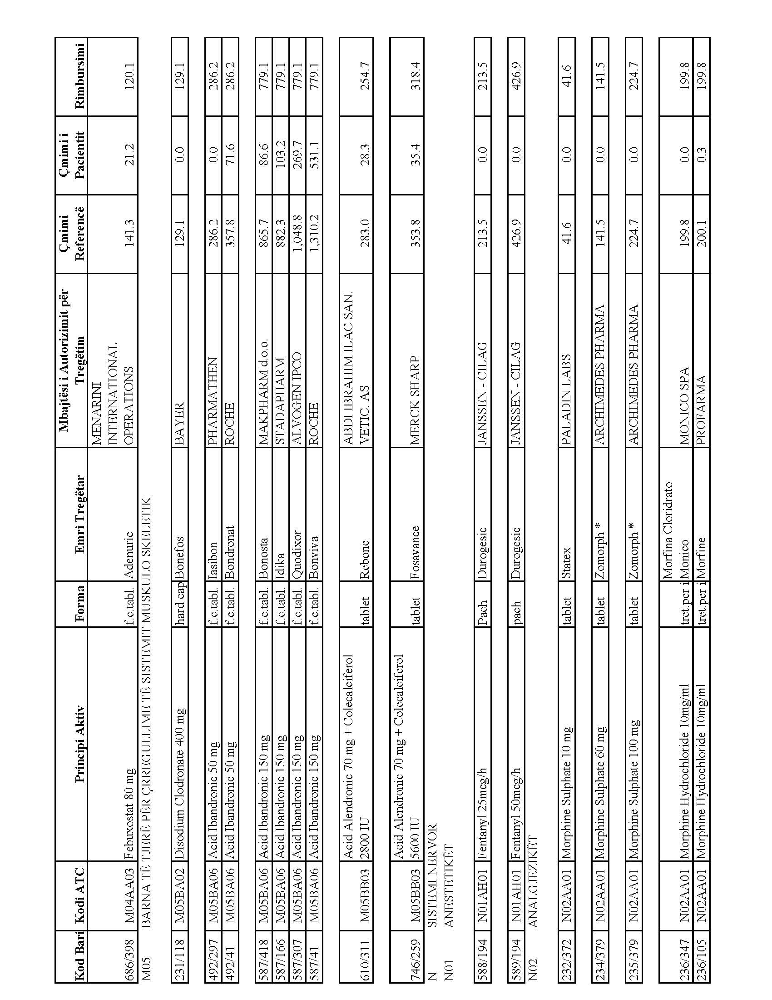 Kod Bari Kodi ATC Principi Aktiv Forma Emri Tregëtar Mbajtësi i Autorizimit për Tregëtim Çmimi Referencë Çmimi i Pacientit Rimbursimi
686/398 M04AA03 Febuxostat 80 mg f.c.tabl. Adenuric MENARINI INTERNATIONAL OPERATIONS 141.3 21.2 120.1
M05 BARNA TË TJERË PËR ÇRREGULLIME TË SISTEMIT MUSKULO SKELETIK
231/118 M05BA02 Disodium Clodronate 400 mg hard cap Bonefos BAYER 129.1 0.0 129.1
492/297 M05BA06 Acid Ibandronic 50 mg f.c.tabl. Iasibon PHARMATHEN 286.2 0.0 286.2
492/41 M05BA06 Acid Ibandronic 50 mg f.c.tabl. Bondronat ROCHE 357.8 71.6 286.2
587/418 M05BA06 Acid Ibandronic 150 mg f.c.tabl. Bonosta MAKPHARM d.o.o. 865.7 86.6 779.1
587/166 M05BA06 Acid Ibandronic 150 mg f.c.tabl. Idika STADAPHARM 882.3 103.2 779.1
587/307 M05BA06 Acid Ibandronic 150 mg f.c.tabl. Quodixor ALVOGEN IPCO 1,048.8 269.7 779.1
587/41 M05BA06 Acid Ibandronic 150 mg f.c.tabl. Bonviva ROCHE 1,310.2 531.1 779.1
610/311 M05BB03 Acid Alendronic 70 mg + Colecalciferol 2800 IU tablet Rebone ABDI IBRAHIM ILAC SAN. VETIC. AS 283.0 28.3 254.7
746/259 M05BB03 Acid Alendronic 70 mg + Colecalciferol 5600 IU tablet Fosavance MERCK SHARP 353.8 35.4 318.4
N SISTEMI NERVOR
N01 ANESTETIKËT
588/194 N01AH01 Fentanyl 25mcg/h Pach Durogesic JANSSEN - CILAG 213.5 0.0 213.5
589/194 N01AH01 Fentanyl 50mcg/h pach Durogesic JANSSEN - CILAG 426.9 0.0 426.9
N02 ANALGJEZIKËT
232/372 N02AA01 Morphine Sulphate 10 mg tablet Statex PALADIN LABS 41.6 0.0 41.6
234/379 N02AA01 Morphine Sulphate 60 mg tablet Zomorph * ARCHIMEDES PHARMA 141.5 0.0 141.5
235/379 N02AA01 Morphine Sulphate 100 mg tablet Zomorph * ARCHIMEDES PHARMA 224.7 0.0 224.7
236/347 N02AA01 Morphine Hydrochloride 10mg/ml tret.per i Morfina Cloridrato Monico MONICO SPA 199.8 0.0 199.8
236/105 N02AA01 Morphine Hydrochloride 10mg/ml tret.per i Morfine PROFARMA 200.1 0.3 199.8